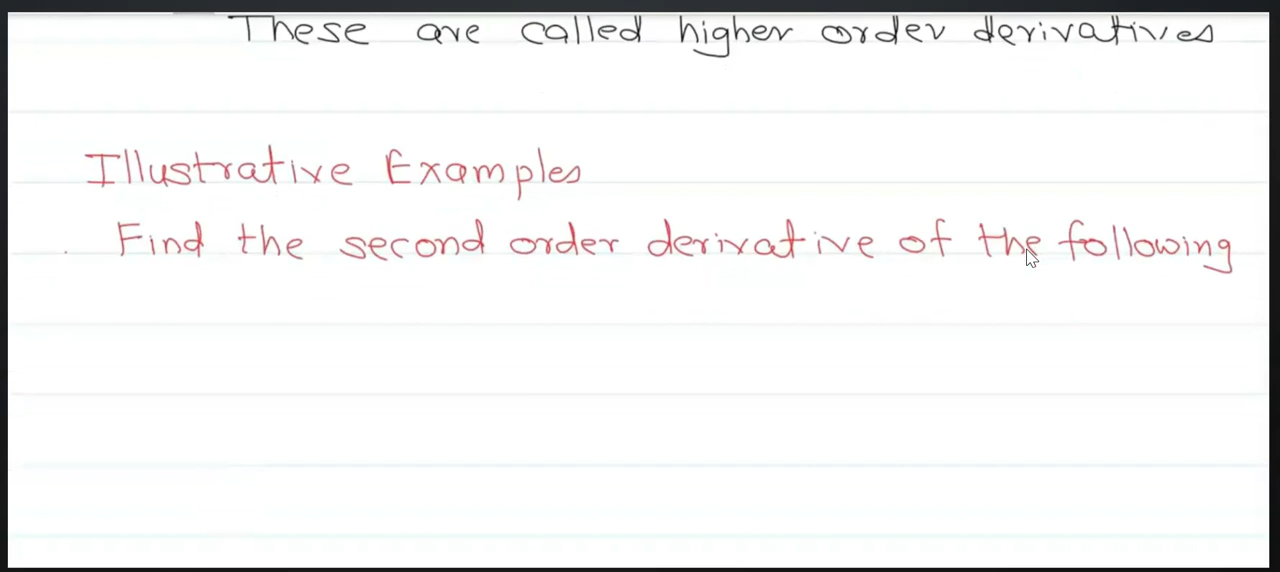 These are called higher order derivatives
Illustrative Examples
Find the second order derivative of the following